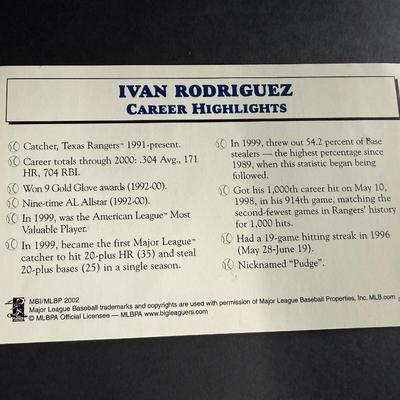 IVAN RODRIGUEZ
CAREER HIGHLIGHTS
Catcher, Texas Rangers™ 1991-present.
Career totals through 2000: .304 Avg., 171
HR, 704 RBI.
Won 9 Gold Glove awards (1992-00).
Nine-time AL Allstar (1992-00).
In 1999, was the American League™ Most
Valuable Player.
In 1999, became the first Major League™
catcher to hit 20-plus HR (35) and steal
20-plus bases (25) in a single season.
In 1999, threw out 54.2 percent of base
stealers — the highest percentage since
1989, when this statistic began being
followed.
Got his 1,000th career hit on May 10,
1998, in his 914th game, matching the
second-fewest games in Rangers' history
for 1,000 hits.
Had a 19-game hitting streak in 1996
(May 28-June 19).
Nicknamed “Pudge”.
MBI/MLBP 2002
Major League Baseball trademarks and copyrights are used with permission of Major League Baseball Properties, Inc. MLB.com
© MLBPA Official Licensee — MLBPA www.bigleaguers.com